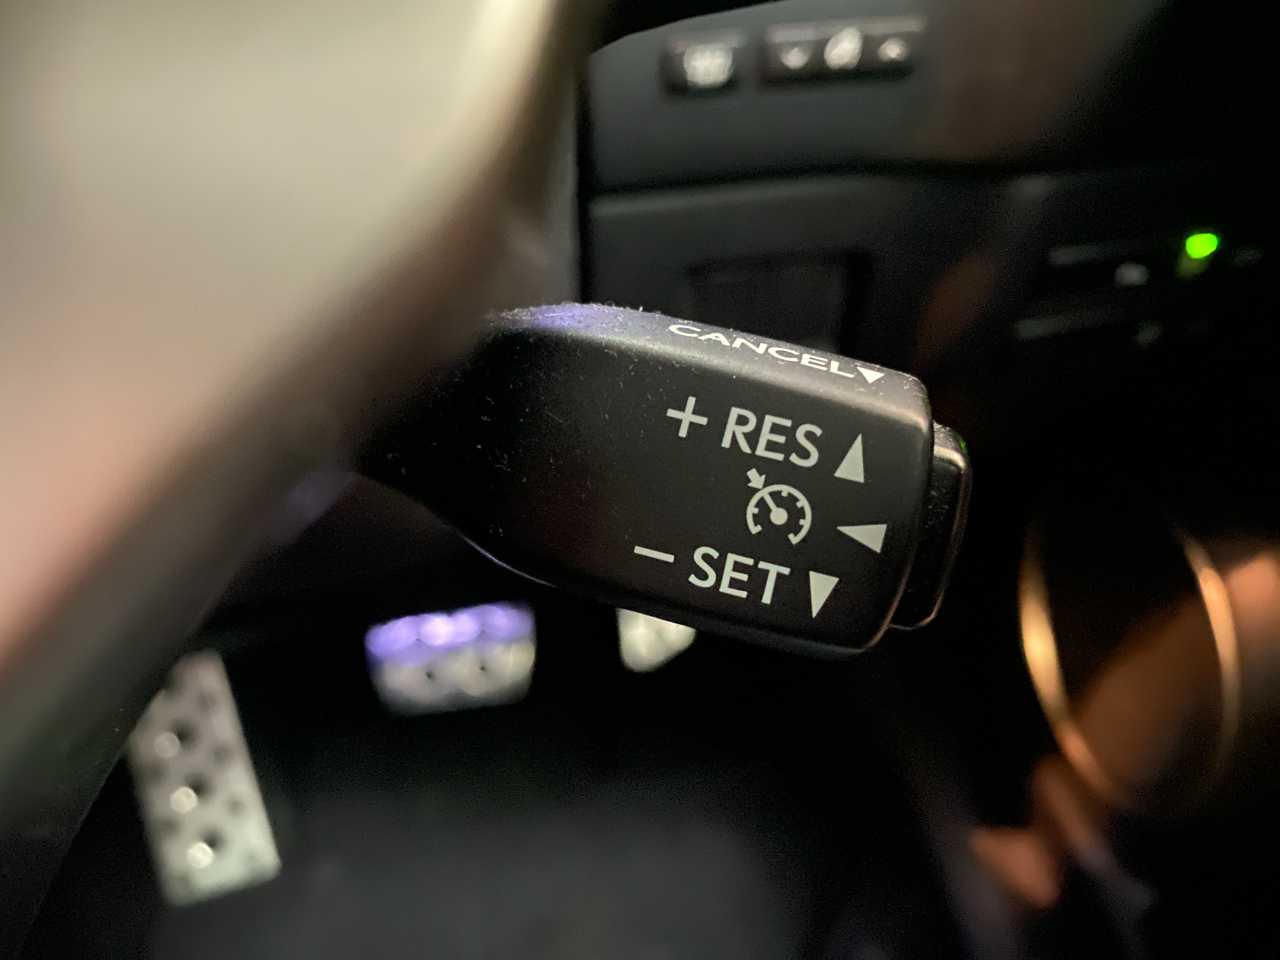 CANCEL▼
+ RES ▲
− SET ▼